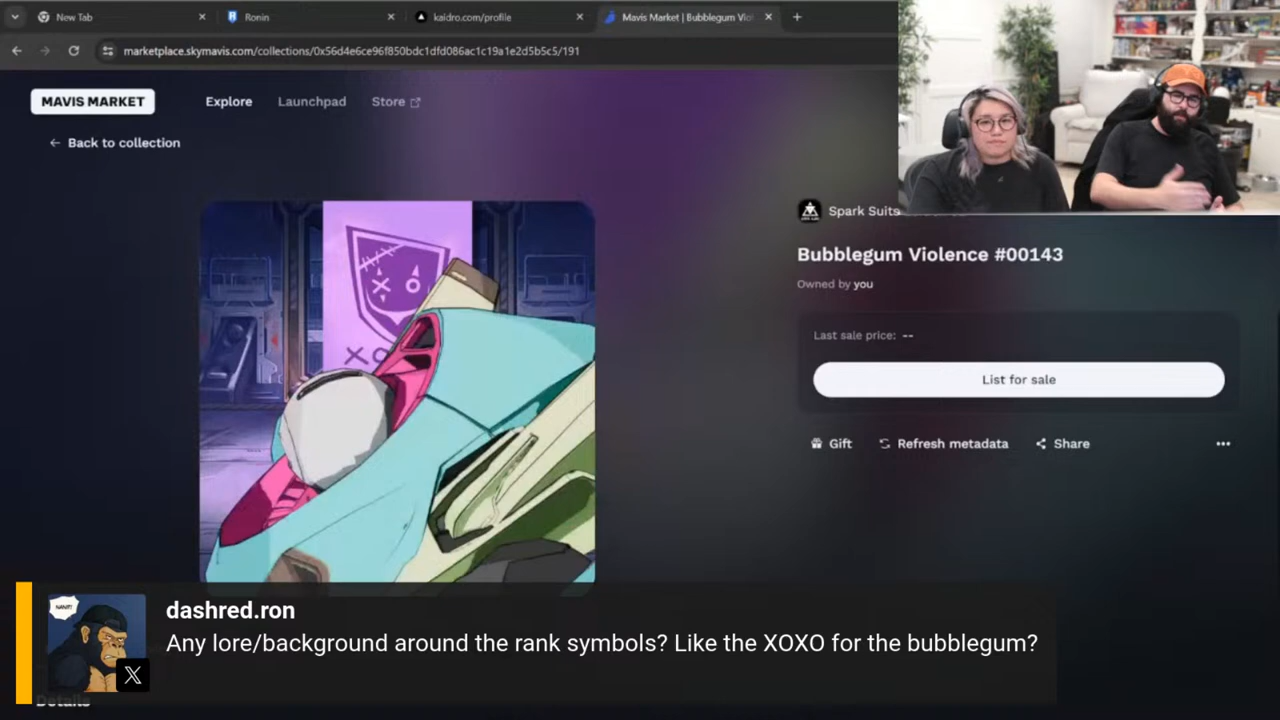 New Tab
Ronin
kaidro.com/profile
Mavis Market | Bubblegum Viol
marketplace.skymavis.com/collections/0x56d4e6ce96f850bdc1dfd086ac1c19a1e2d5b5c5/191
MAVIS MARKET
Explore
Launchpad
Store
Back to collection
XO
Spark Suits
Bubblegum Violence #00143
Owned by you
Last sale price: --
List for sale
Gift
Refresh metadata
Share
dashred.ron
Any lore/background around the rank symbols? Like the XOXO for the bubblegum?
Details